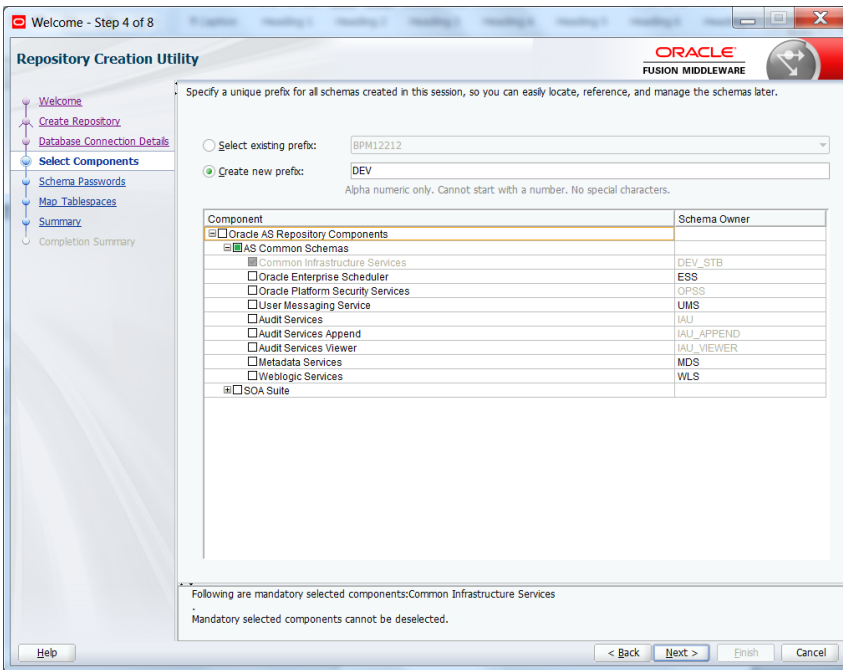 Welcome - Step 4 of 8
Repository Creation Utility
ORACLE
FUSION MIDDLEWARE
Welcome
Create Repository
Database Connection Details
Select Components
Schema Passwords
Map Tablespaces
Summary
Completion Summary
Specify a unique prefix for all schemas created in this session, so you can easily locate, reference, and manage the schemas later.
Select existing prefix: BPM12212
Create new prefix: DEV
Alpha numeric only. Cannot start with a number. No special characters.
Component Schema Owner
Oracle AS Repository Components
AS Common Schemas
Common Infrastructure Services DEV_STB
Oracle Enterprise Scheduler ESS
Oracle Platform Security Services OPSS
User Messaging Service UMS
Audit Services IAU
Audit Services Append IAU_APPEND
Audit Services Viewer IAU_VIEWER
Metadata Services MDS
Weblogic Services WLS
SOA Suite
Following are mandatory selected components:Common Infrastructure Services
.
Mandatory selected components cannot be deselected.
Help < Back Next > Finish Cancel